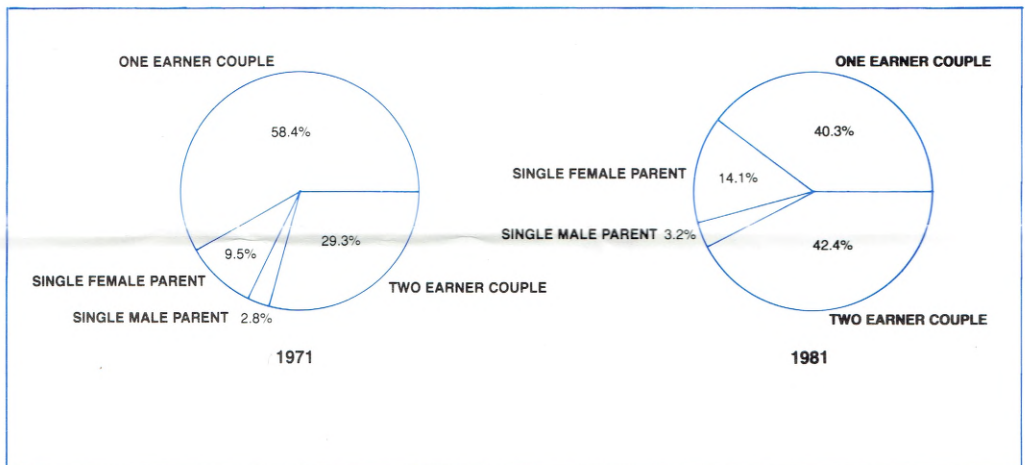 ONE EARNER COUPLE
58.4%
9.5%
29.3%
SINGLE FEMALE PARENT
TWO EARNER COUPLE
SINGLE MALE PARENT 2.8%
1971
ONE EARNER COUPLE
40.3%
SINGLE FEMALE PARENT
14.1%
SINGLE MALE PARENT 3.2%
42.4%
TWO EARNER COUPLE
1981